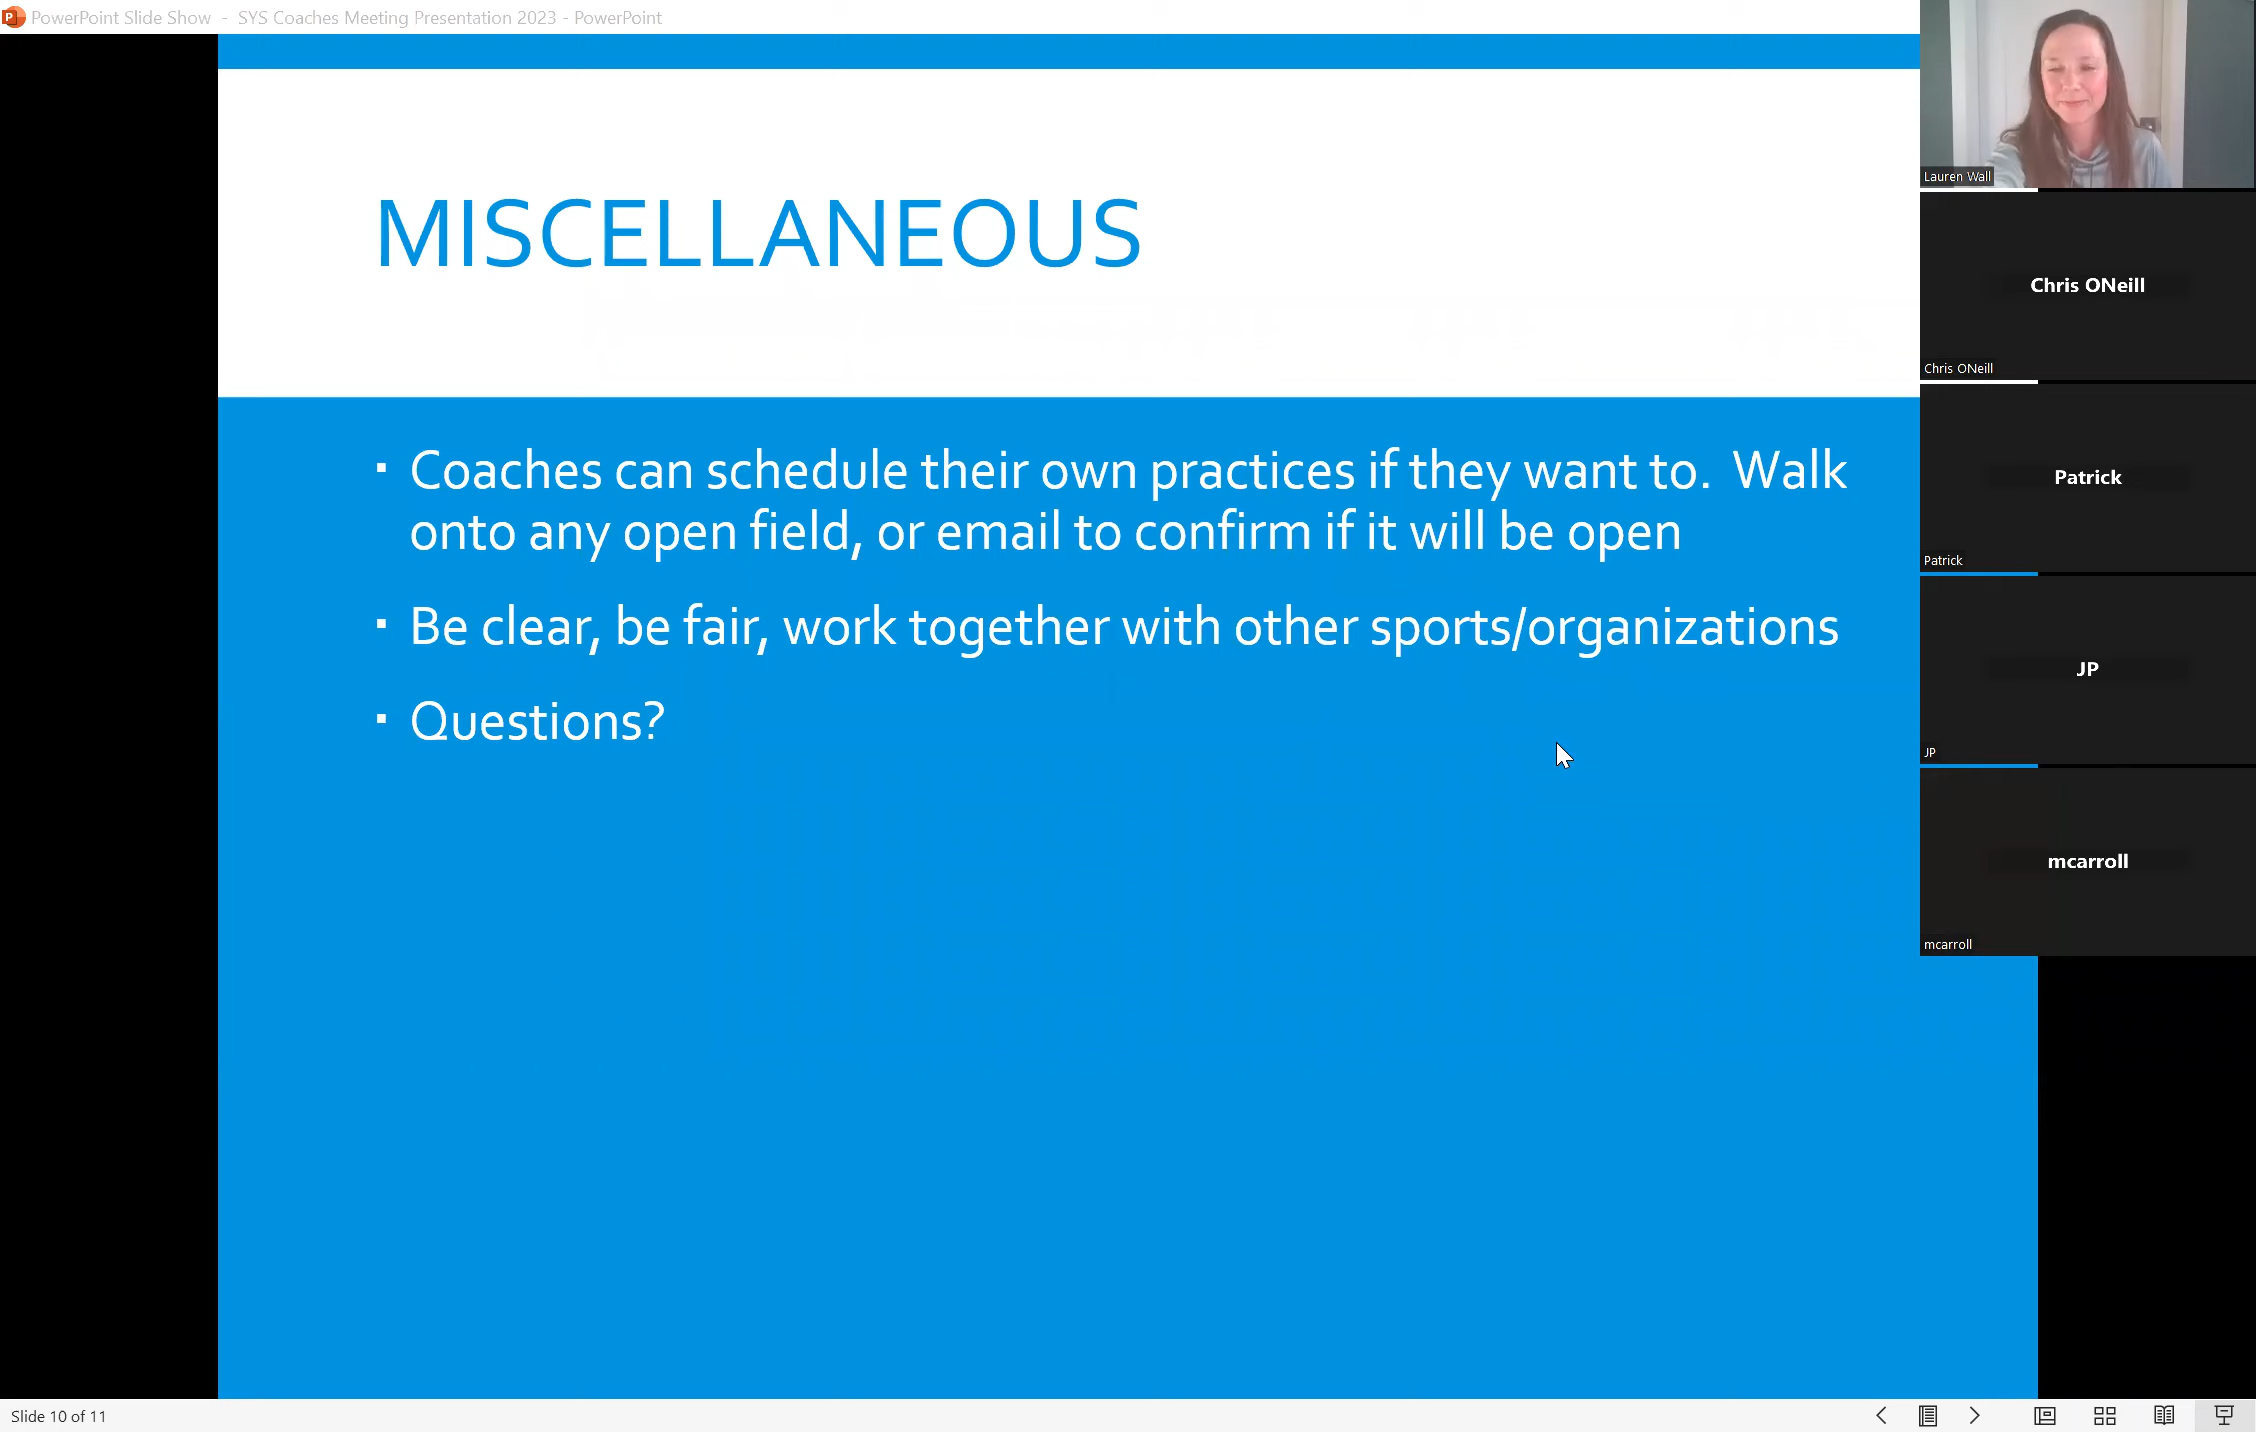 PowerPoint Slide Show - SYS Coaches Meeting Presentation 2023 - PowerPoint
MISCELLANEOUS
▪ Coaches can schedule their own practices if they want to. Walk
onto any open field, or email to confirm if it will be open
▪ Be clear, be fair, work together with other sports/organizations
▪ Questions?
Lauren Wall
Chris ONeill
Chris ONeill
Patrick
Patrick
JP
JP
mcarroll
mcarroll
Slide 10 of 11